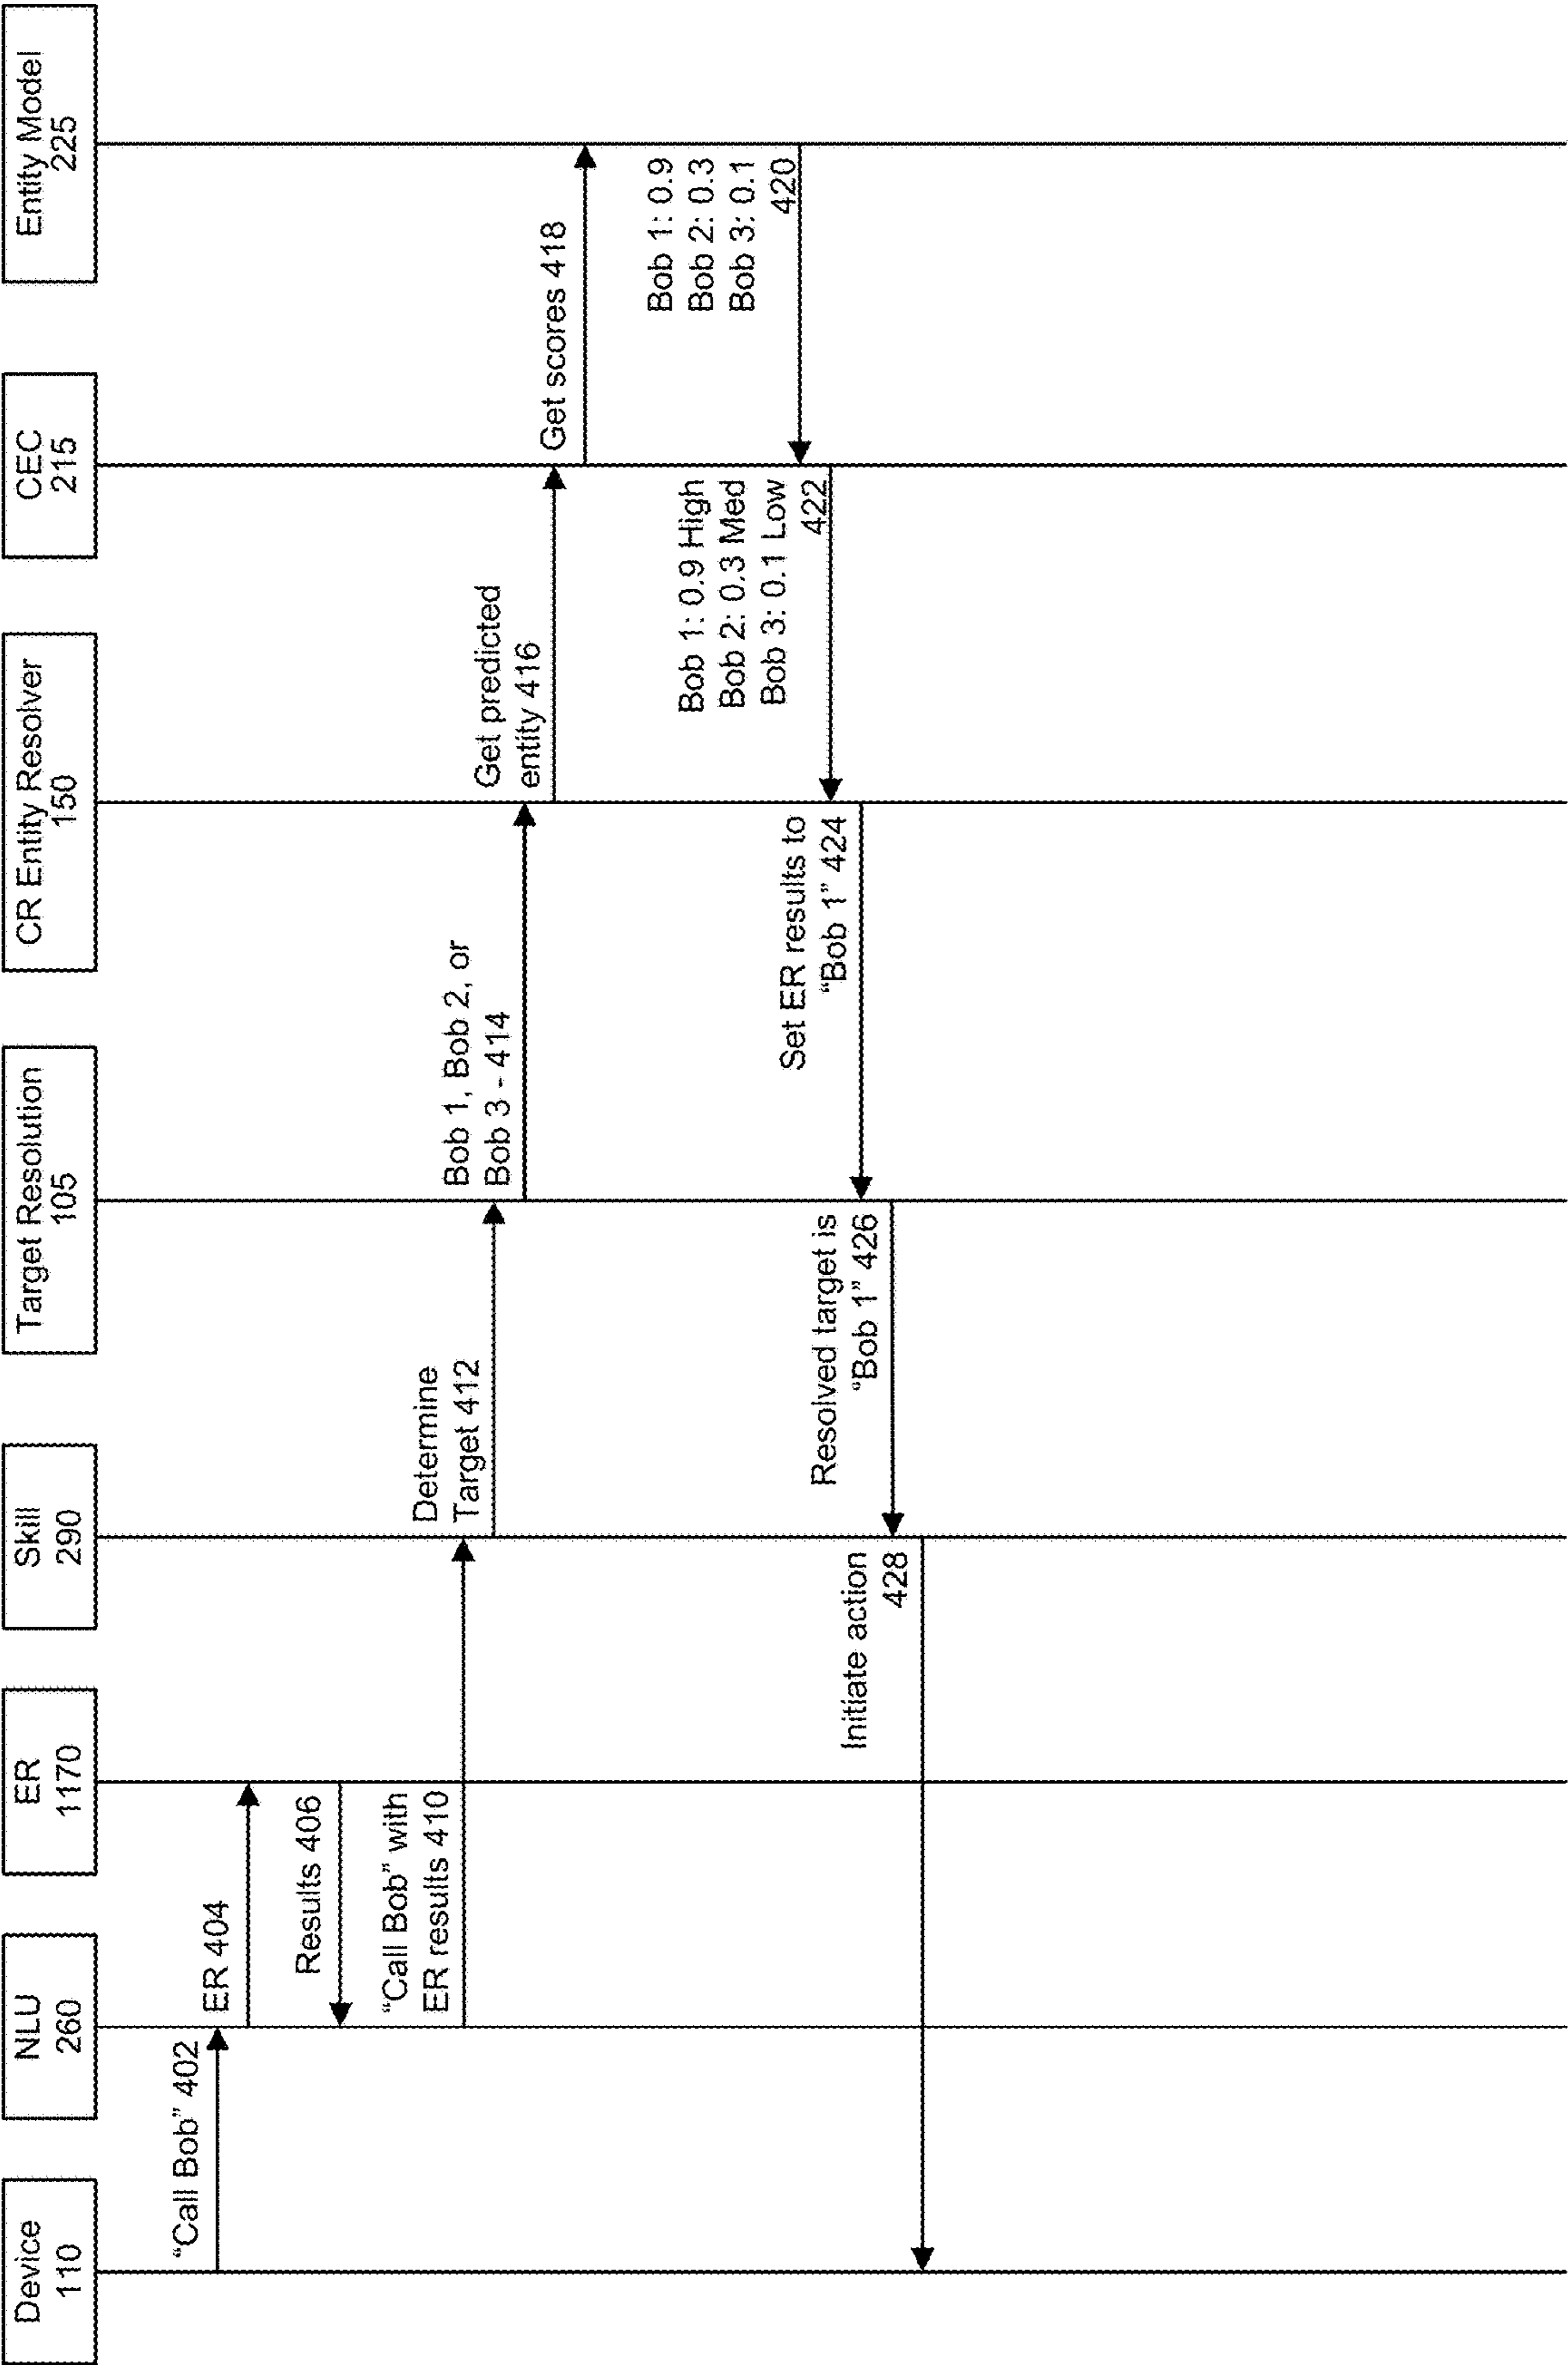 Device
110
NLU
260
ER
1170
Skill
290
Target Resolution
105
CR Entity Resolver
150
CEC
215
Entity Model
225
“Call Bob” 402
ER 404
Results 406
“Call Bob” with
ER results 410
Determine
Target 412
Bob 1, Bob 2, or
Bob 3 - 414
Get predicted
entity 416
Get scores 418
Bob 1: 0.9
Bob 2: 0.3
Bob 3: 0.1
420
Bob 1: 0.9 High
Bob 2: 0.3 Med
Bob 3: 0.1 Low
422
Set ER results to
“Bob 1” 424
Resolved target is
“Bob 1” 426
Initiate action
428